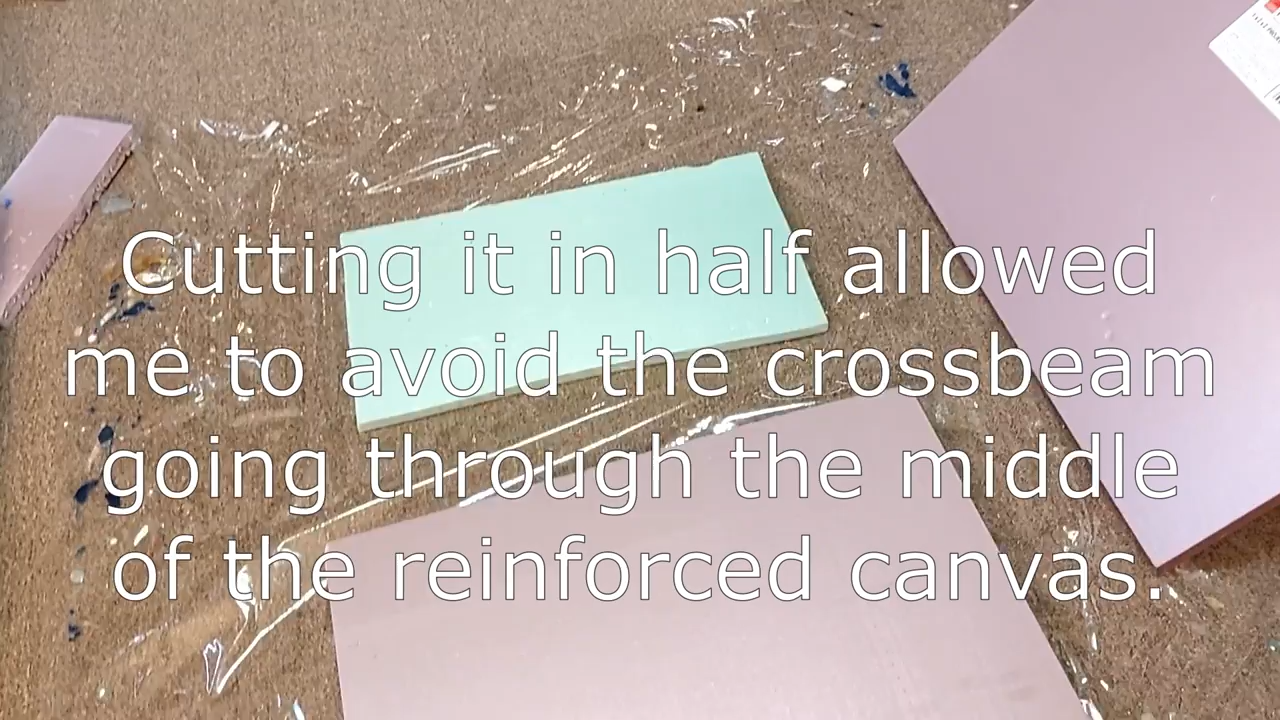 Cutting it in half allowed
me to avoid the crossbeam
going through the middle
of the reinforced canvas.